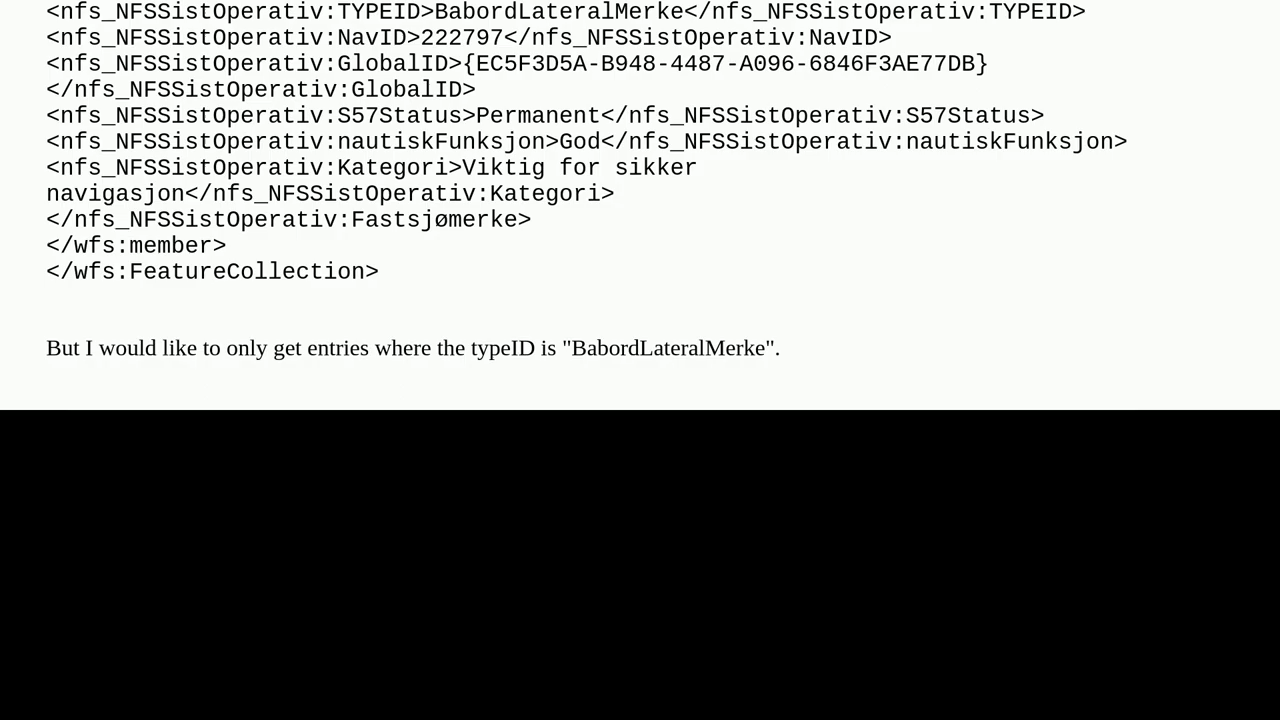 <nfs_NFSSistOperativ:TYPEID>BabordLateralMerke</nfs_NFSSistOperativ:TYPEID>
<nfs_NFSSistOperativ:NavID>222797</nfs_NFSSistOperativ:NavID>
<nfs_NFSSistOperativ:GlobalID>{EC5F3D5A-B948-4487-A096-6846F3AE77DB}
</nfs_NFSSistOperativ:GlobalID>
<nfs_NFSSistOperativ:S57Status>Permanent</nfs_NFSSistOperativ:S57Status>
<nfs_NFSSistOperativ:nautiskFunksjon>God</nfs_NFSSistOperativ:nautiskFunksjon>
<nfs_NFSSistOperativ:Kategori>Viktig for sikker
navigasjon</nfs_NFSSistOperativ:Kategori>
</nfs_NFSSistOperativ:Fastsjømerke>
</wfs:member>
</wfs:FeatureCollection>
But I would like to only get entries where the typeID is "BabordLateralMerke".